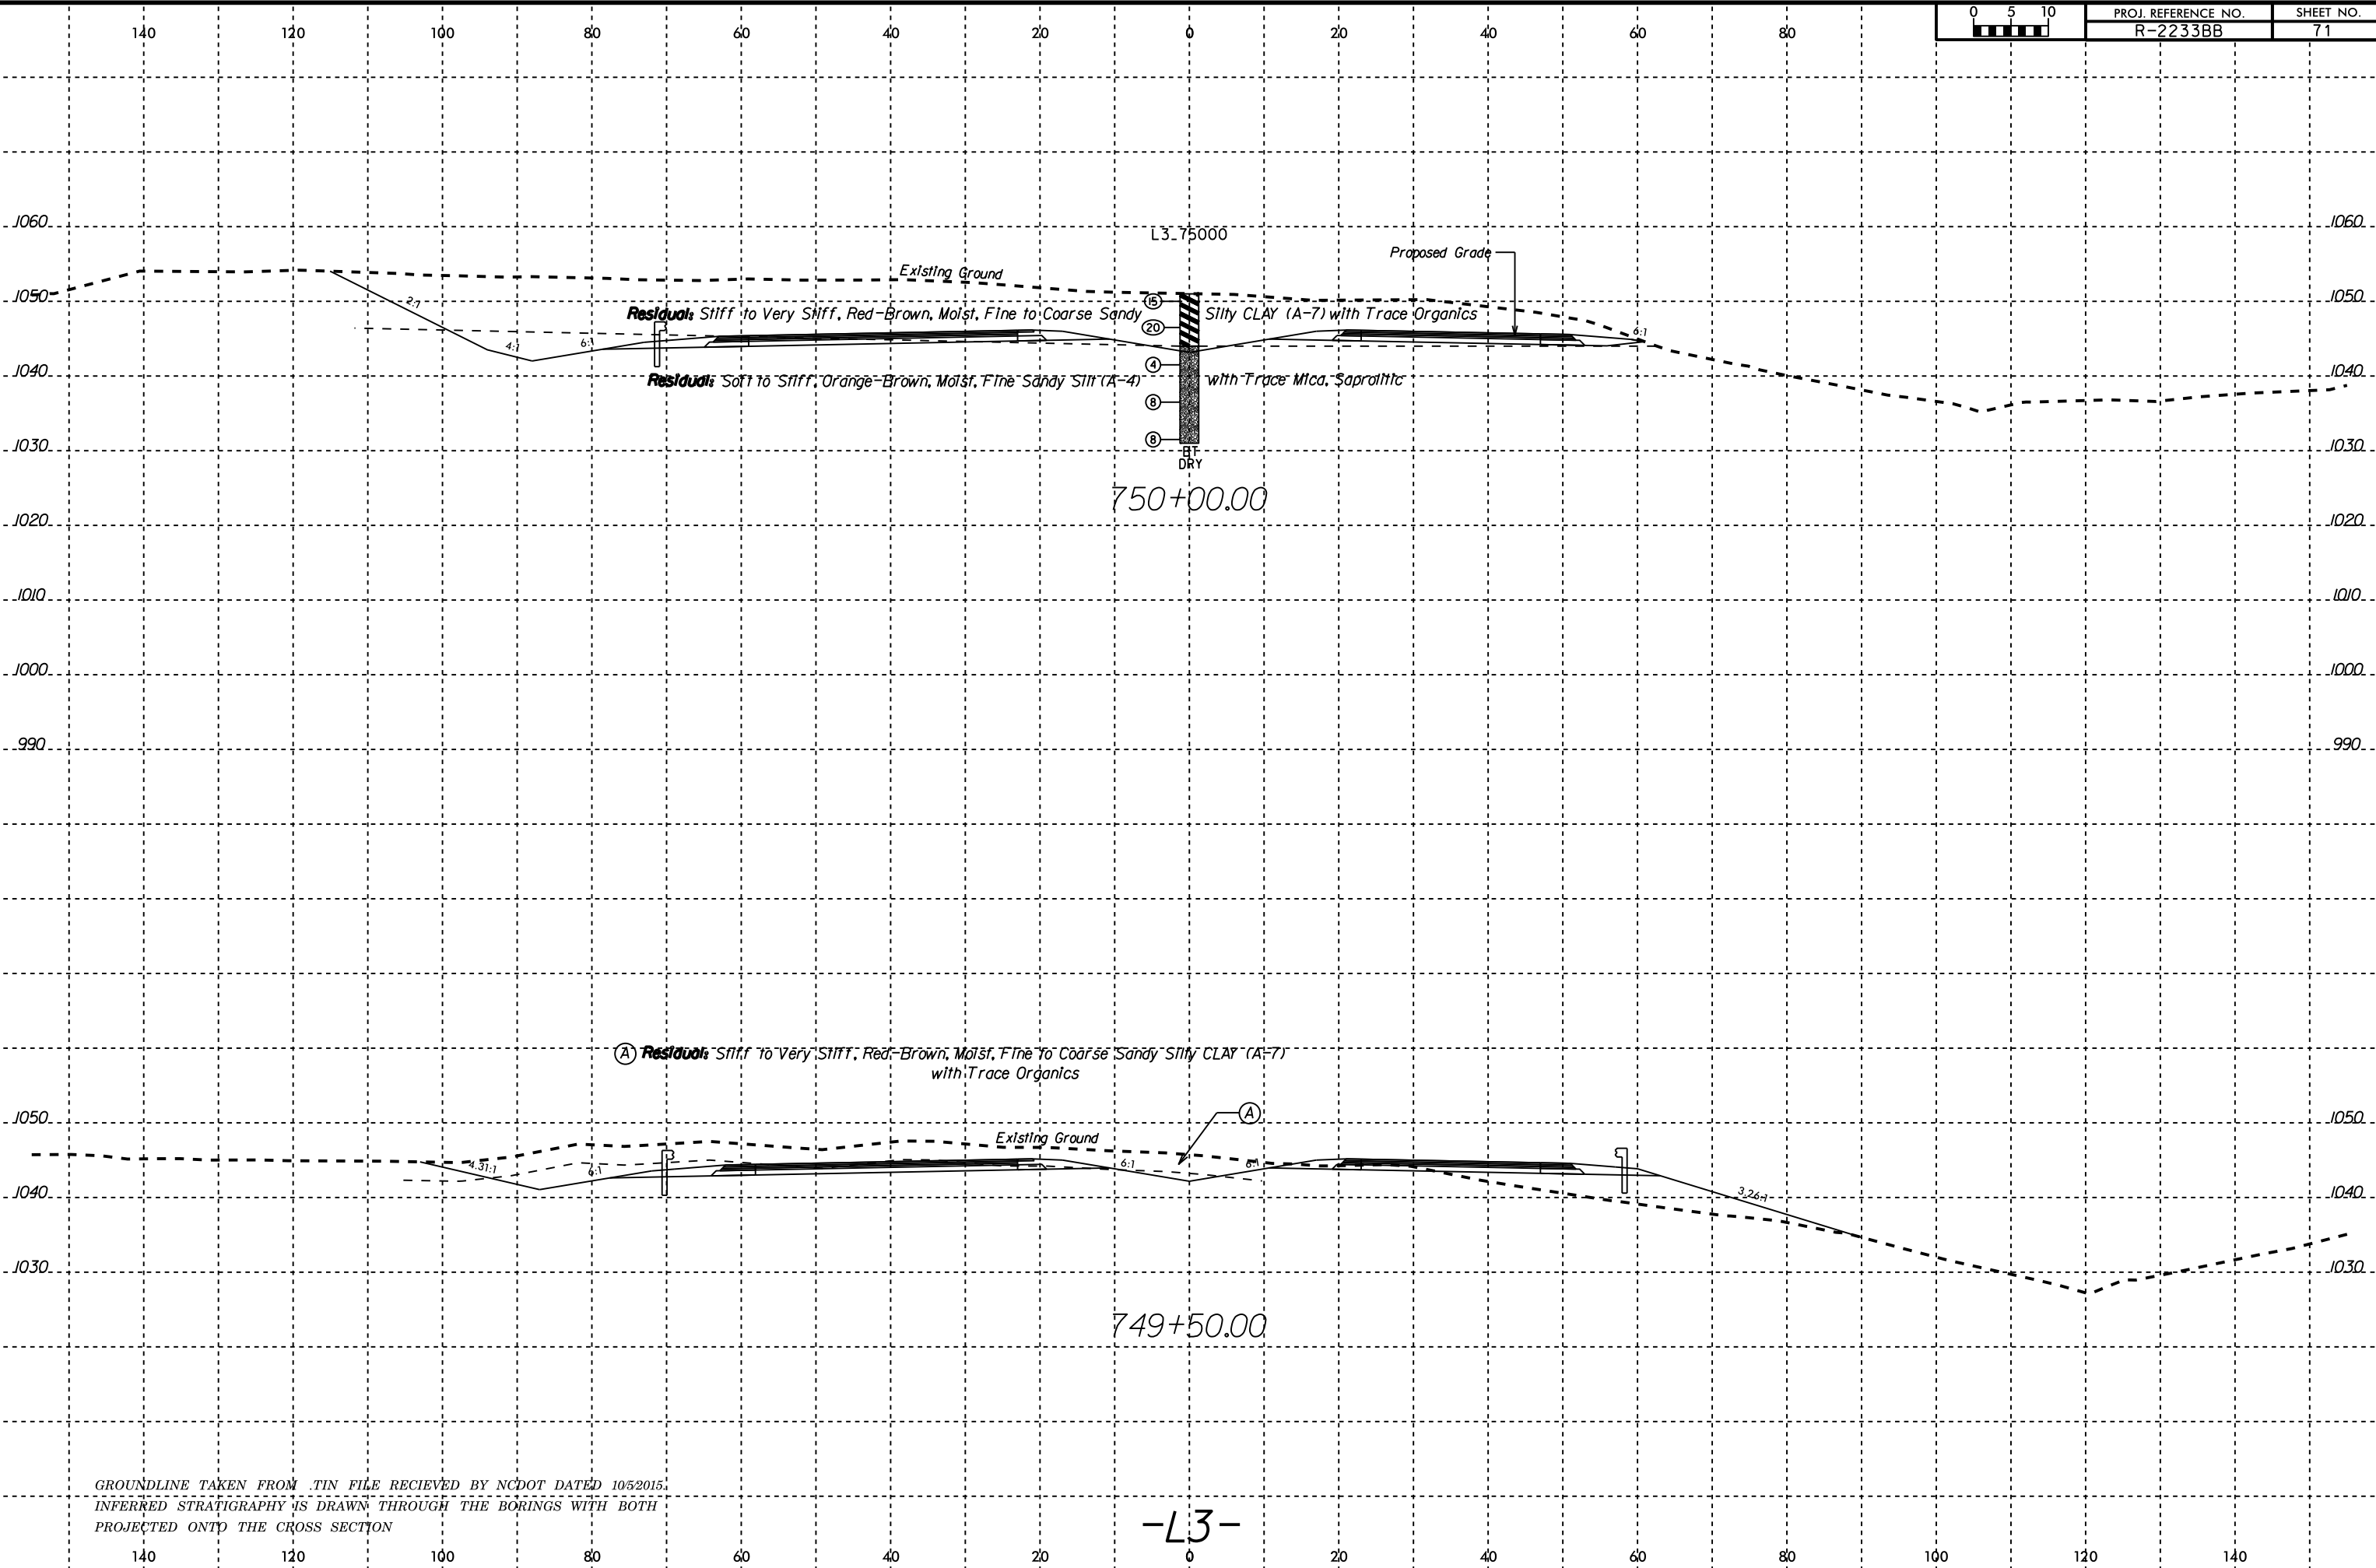 0 5 10 PROJ. REFERENCE NO. SHEET NO.
R-2233BB 71
140 120 100 80 60 40 20 0 20 40 60 80
1060 1060
L3_75000
Proposed Grade
Existing Ground
1050 1050
2:1
15
Residual: Stiff to Very Stiff, Red-Brown, Moist, Fine to Coarse Sandy Silty CLAY (A-7) with Trace Organics
20
6:1
4:1 6:1
4
1040 1040
Residual: Soft to Stiff, Orange-Brown, Moist, Fine Sandy Silt (A-4) with Trace Mica, Saprolitic
8
8
1030 1030
BT
DRY
750+00.00
1020 1020
1010 1010
1000 1000
990 990
A Residual: Stiff to Very Stiff, Red-Brown, Moist, Fine to Coarse Sandy Silty CLAY (A-7)
with Trace Organics
1050 1050
A
Existing Ground
4.31:1 6:1 6:1 6:1
1040 3.26:1 1040
1030 1030
749+50.00
GROUNDLINE TAKEN FROM .TIN FILE RECIEVED BY NCDOT DATED 10/5/2015.
INFERRED STRATIGRAPHY IS DRAWN THROUGH THE BORINGS WITH BOTH
PROJECTED ONTO THE CROSS SECTION
-L3-
140 120 100 80 60 40 20 0 20 40 60 80 100 120 140